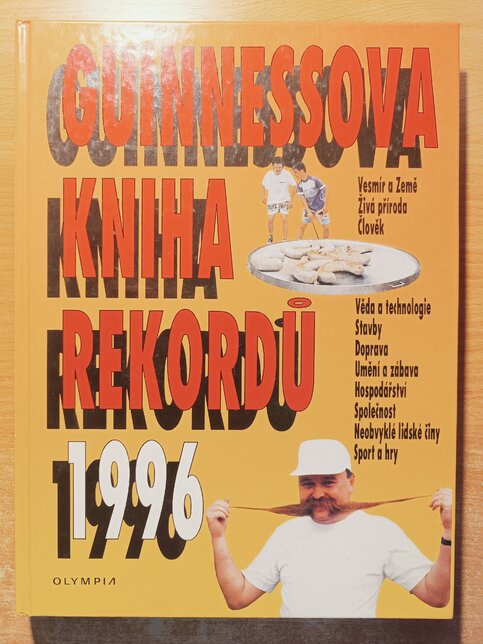 GUINNESSOVA
KNIHA
REKORDŮ
1996
Vesmír a Země
Živá příroda
Člověk
Věda a technologie
Stavby
Doprava
Umění a zábava
Hospodářství
Společnost
Neobvyklé lidské činy
Sport a hry
OLYMPIA